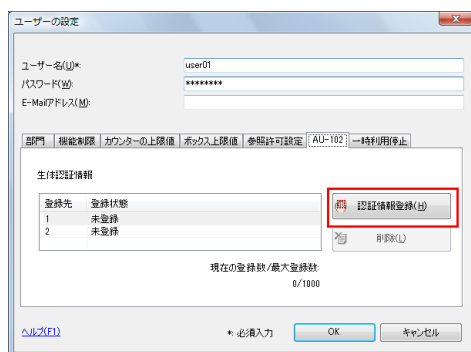 ユーザーの設定
ユーザー名(U)*: user01
パスワード(W): ********
E-Mailアドレス(M):
部門 機能制限 カウンターの上限値 ボックス上限値 参照許可設定 AU-102 一時利用停止
生体認証情報
登録先 登録状態
1 未登録
2 未登録
認証情報登録(H)
削除(L)
現在の登録数/最大登録数:
0/1000
ヘルプ(F1) *: 必須入力 OK キャンセル